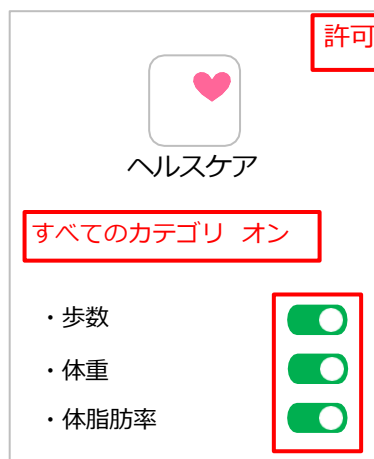 許可
ヘルスケア
すべてのカテゴリ オン
・歩数
・体重
・体脂肪率